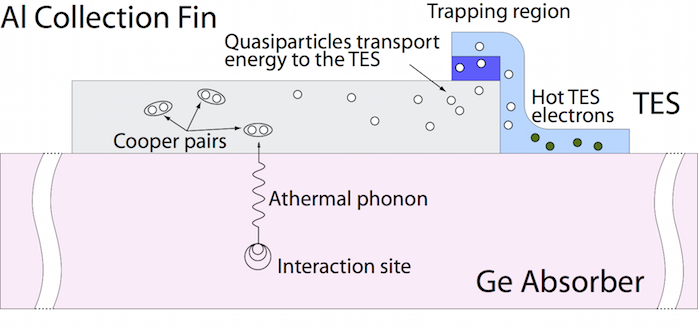 Al Collection Fin
Trapping region
Quasiparticles transport
energy to the TES
Hot TES
electrons
TES
Cooper pairs
Athermal phonon
Interaction site
Ge Absorber